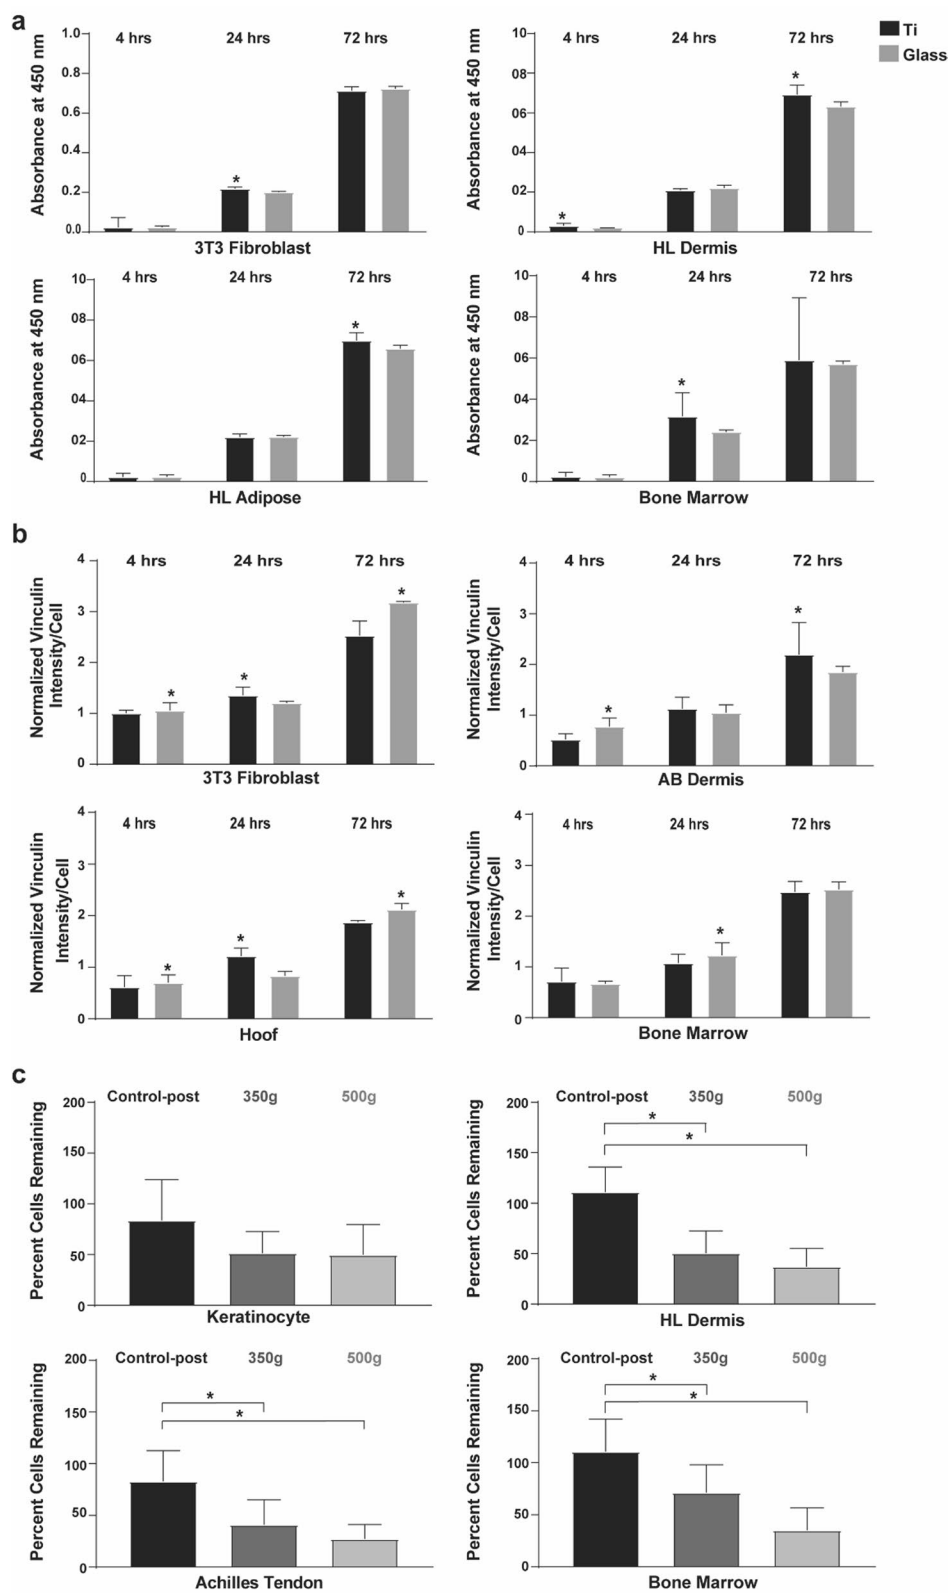 a
Ti
Glass
Absorbance at 450 nm
1.0
0.8
0.6
0.4
0.2
0.0
4 hrs 24 hrs 72 hrs
*
3T3 Fibroblast
Absorbance at 450 nm
10
08
06
04
02
0
4 hrs 24 hrs 72 hrs
* *
HL Dermis
Absorbance at 450 nm
10
08
06
04
02
0
4 hrs 24 hrs 72 hrs
*
HL Adipose
Absorbance at 450 nm
10
08
06
04
02
0
4 hrs 24 hrs 72 hrs
*
Bone Marrow
b
Normalized Vinculin
Intensity/Cell
4
3
2
1
0
4 hrs 24 hrs 72 hrs
* * *
3T3 Fibroblast
Normalized Vinculin
Intensity/Cell
4
3
2
1
0
4 hrs 24 hrs 72 hrs
* *
AB Dermis
Normalized Vinculin
Intensity/Cell
4
3
2
1
0
4 hrs 24 hrs 72 hrs
* * *
Hoof
Normalized Vinculin
Intensity/Cell
4
3
2
1
0
4 hrs 24 hrs 72 hrs
*
Bone Marrow
c
Percent Cells Remaining
200
150
100
50
0
Control-post 350g 500g
Keratinocyte
Percent Cells Remaining
200
150
100
50
0
Control-post 350g 500g
*
*
HL Dermis
Percent Cells Remaining
200
150
100
50
0
Control-post 350g 500g
*
*
Achilles Tendon
Percent Cells Remaining
200
150
100
50
0
Control-post 350g 500g
*
*
Bone Marrow